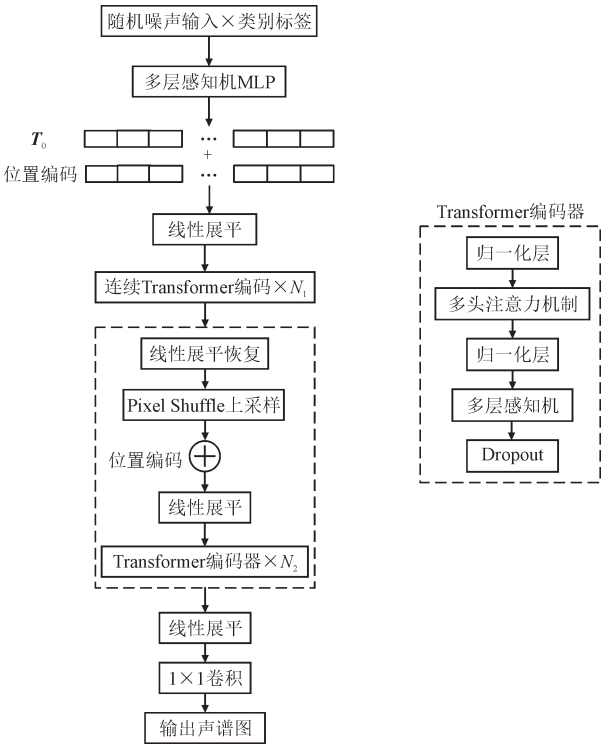 随机噪声输入×类别标签
多层感知机MLP
T0 ···
+
位置编码 ···
线性展平
连续Transformer编码×N1
线性展平恢复
Pixel Shuffle上采样
位置编码
线性展平
Transformer编码器×N2
线性展平
1×1卷积
输出声谱图
Transformer编码器
归一化层
多头注意力机制
归一化层
多层感知机
Dropout